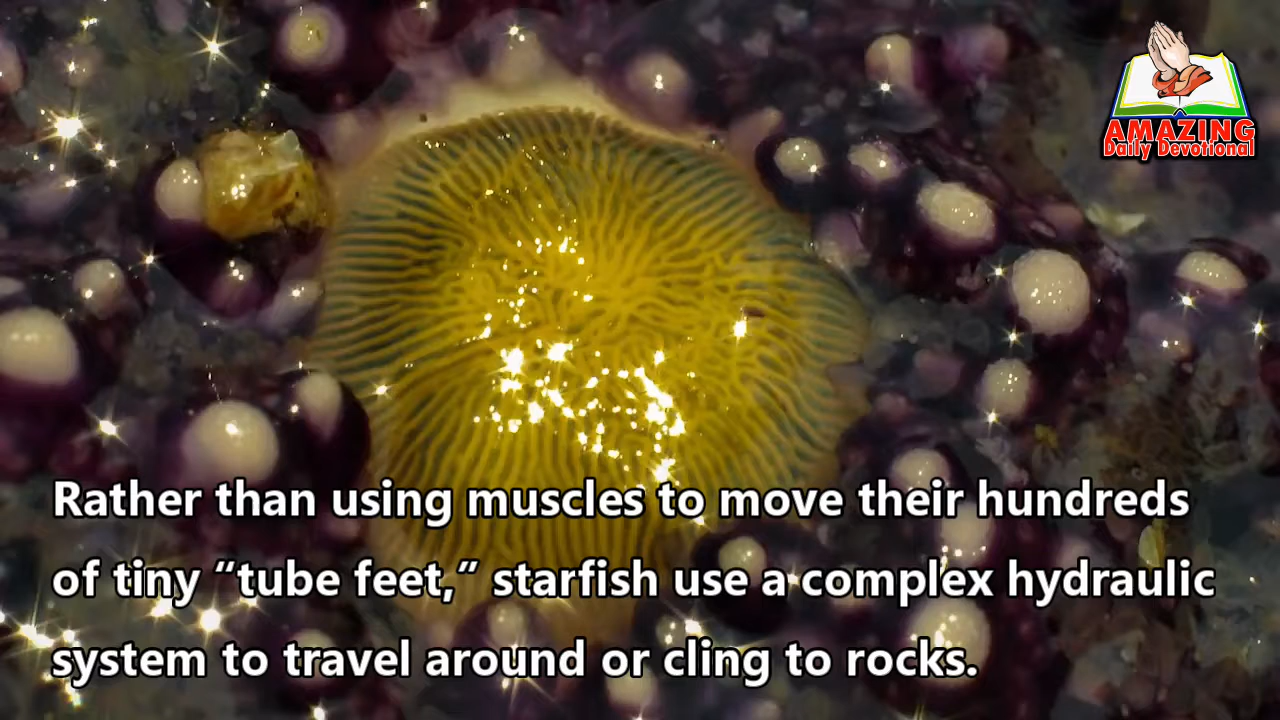 AMAZING
Daily Devotional
Rather than using muscles to move their hundreds
of tiny “tube feet,” starfish use a complex hydraulic
system to travel around or cling to rocks.